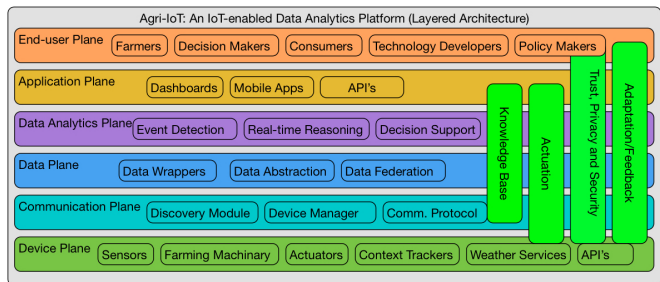 Agri-IoT: An IoT-enabled Data Analytics Platform (Layered Architecture)
End-user Plane
Farmers
Decision Makers
Consumers
Technology Developers
Policy Makers
Application Plane
Dashboards
Mobile Apps
API's
Data Analytics Plane
Event Detection
Real-time Reasoning
Decision Support
Data Plane
Data Wrappers
Data Abstraction
Data Federation
Communication Plane
Discovery Module
Device Manager
Comm. Protocol
Device Plane
Sensors
Farming Machinary
Actuators
Context Trackers
Weather Services
API's
Knowledge Base
Actuation
Trust, Privacy and Security
Adaptation/Feedback